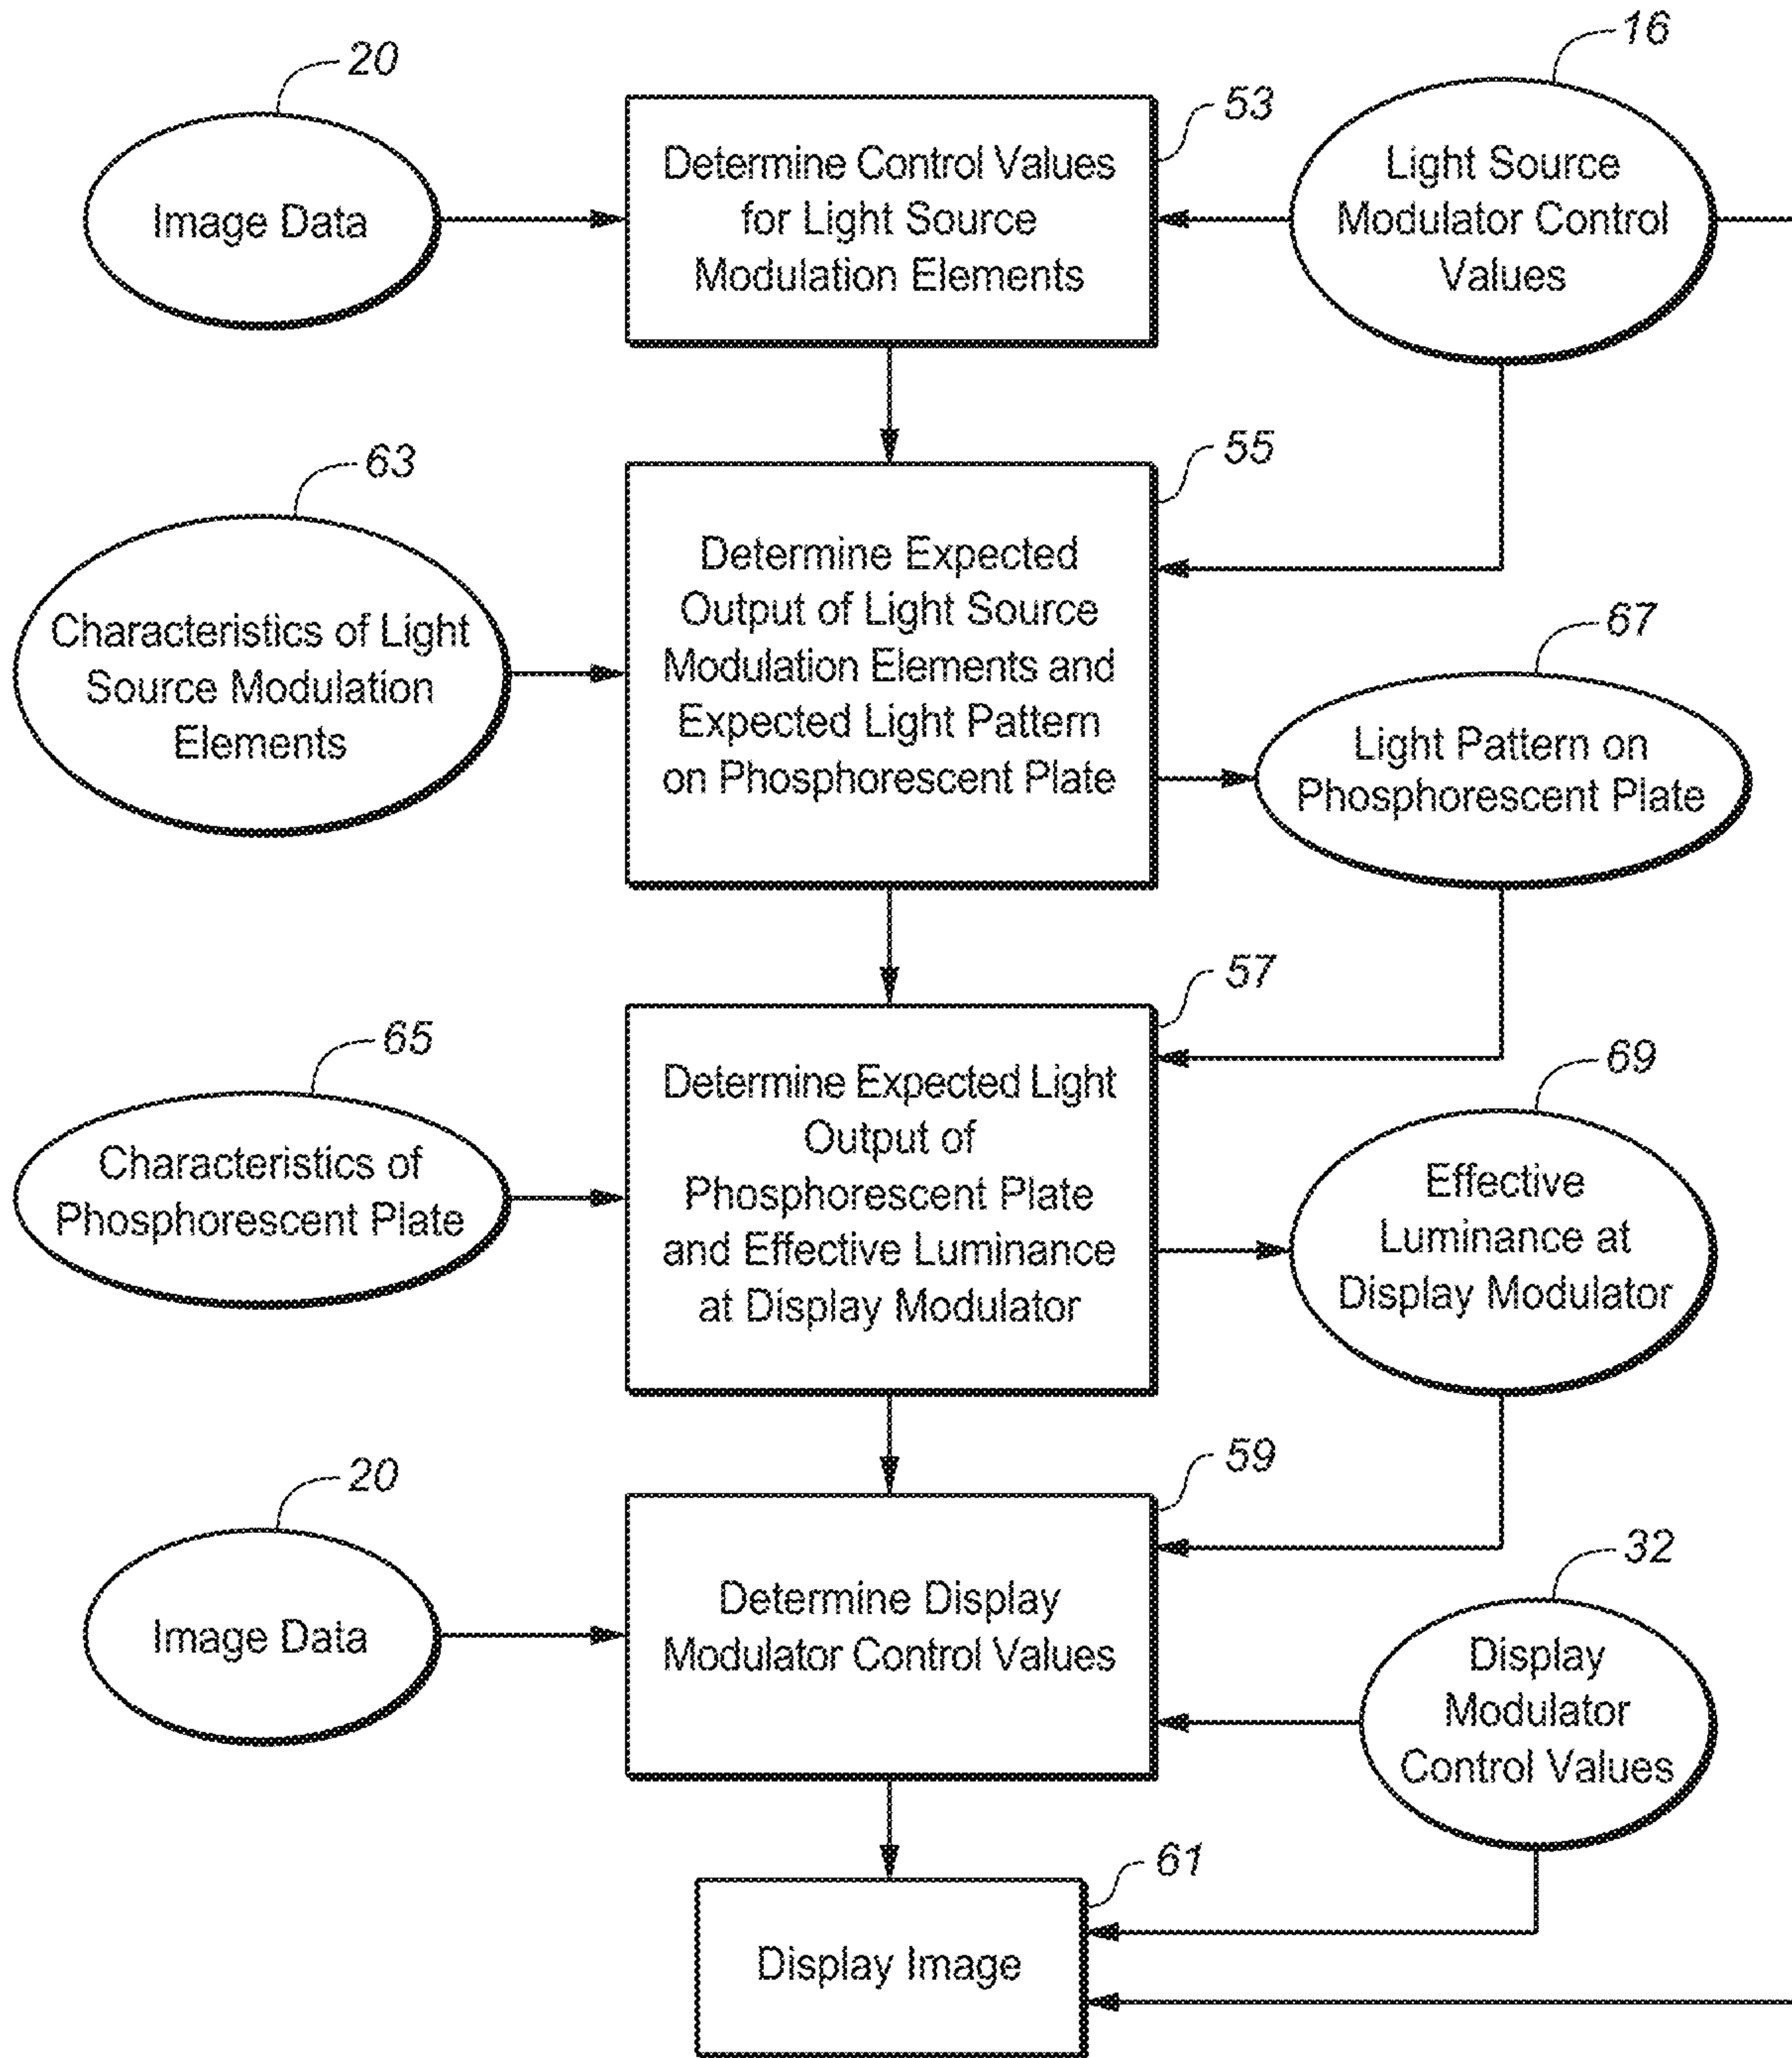 20
Image Data
53
Determine Control Values
for Light Source
Modulation Elements
16
Light Source
Modulator Control
Values
63
Characteristics of Light
Source Modulation
Elements
55
Determine Expected
Output of Light Source
Modulation Elements and
Expected Light Pattern
on Phosphorescent Plate
67
Light Pattern on
Phosphorescent Plate
65
Characteristics of
Phosphorescent Plate
57
Determine Expected Light
Output of
Phosphorescent Plate
and Effective Luminance
at Display Modulator
69
Effective
Luminance at
Display Modulator
20
Image Data
59
Determine Display
Modulator Control Values
32
Display
Modulator
Control Values
61
Display Image